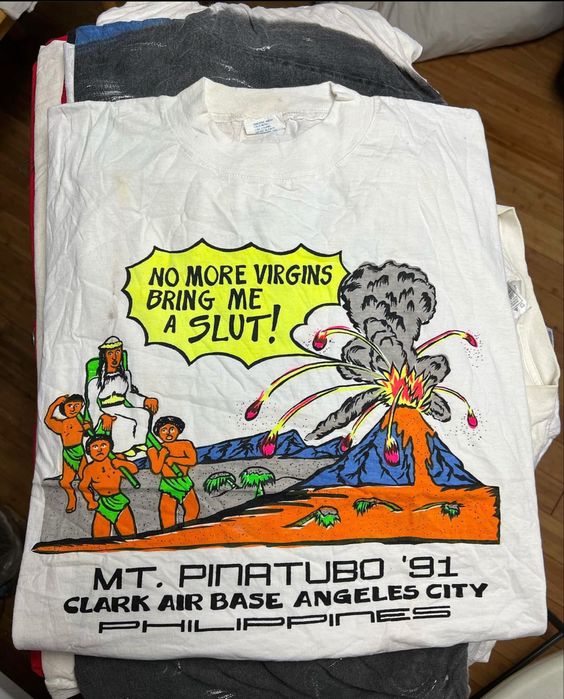 NO MORE VIRGINS
BRING ME
A SLUT!
MT. PINATUBO '91
CLARK AIR BASE ANGELES CITY
PHILIPPINES